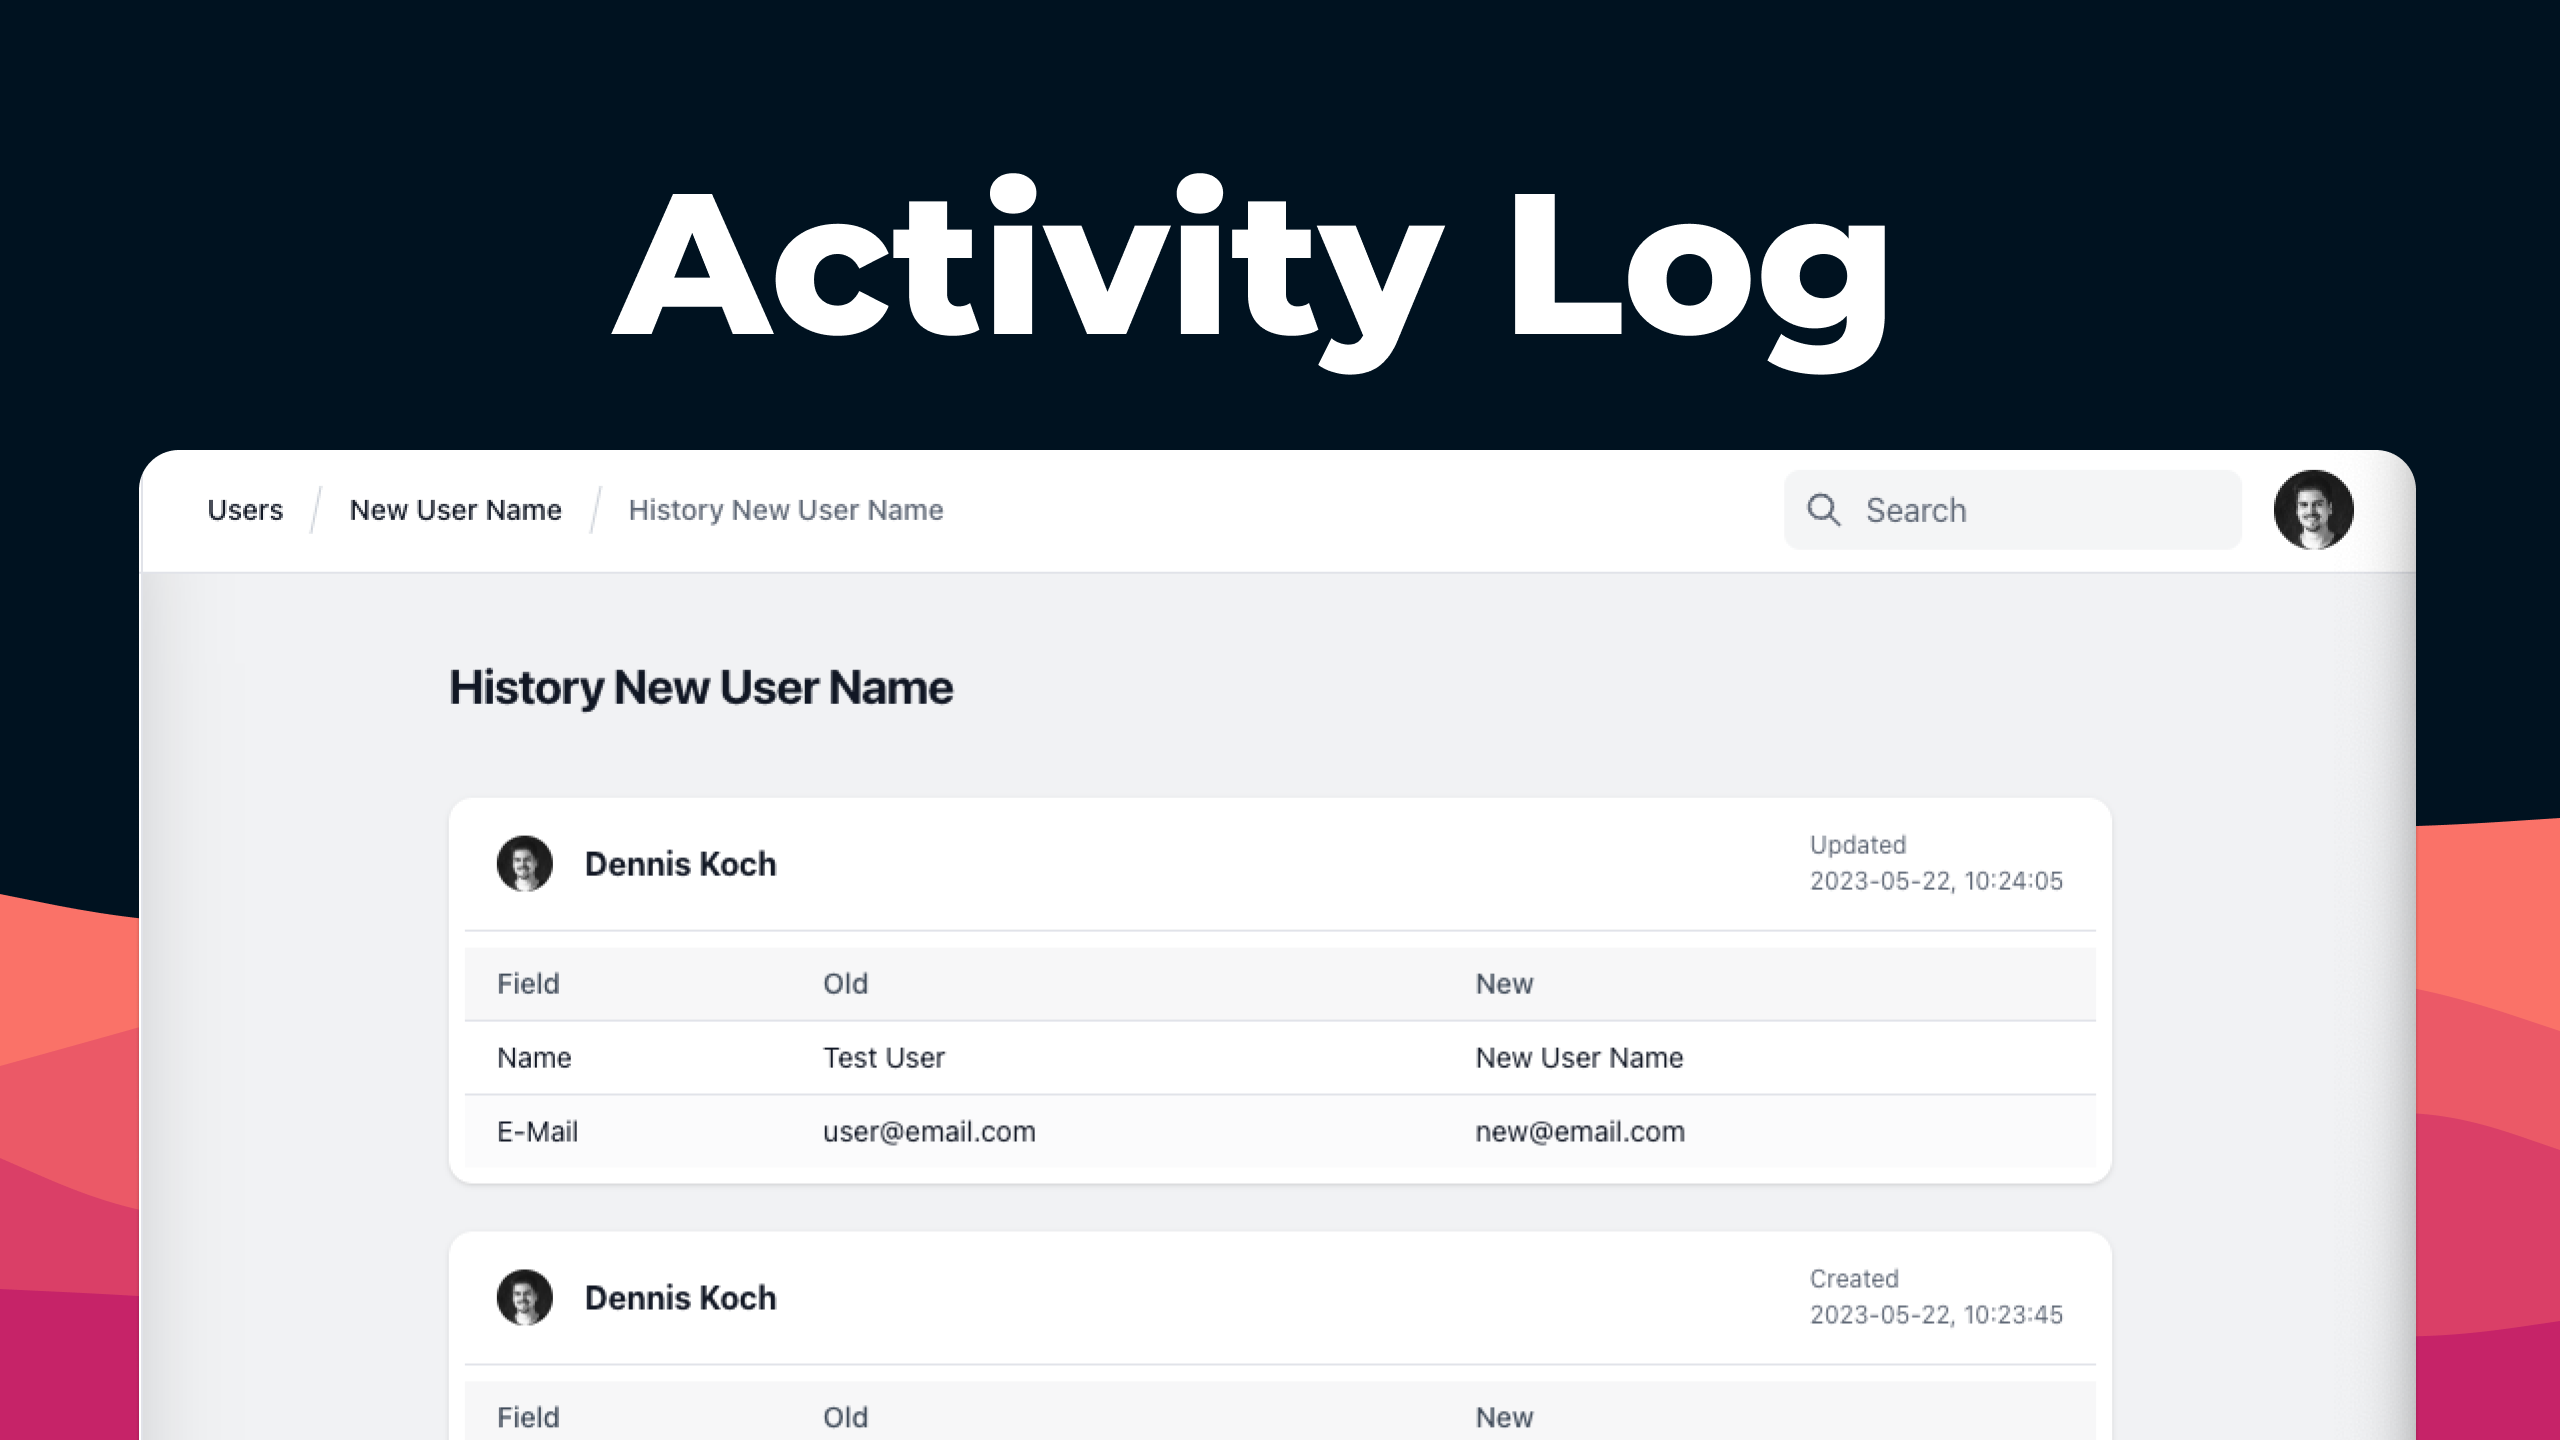 Activity Log
Users / New User Name / History New User Name Search
History New User Name
Dennis Koch Updated
2023-05-22, 10:24:05
Field Old New
Name Test User New User Name
E-Mail user@email.com new@email.com
Dennis Koch Created
2023-05-22, 10:23:45
Field Old New